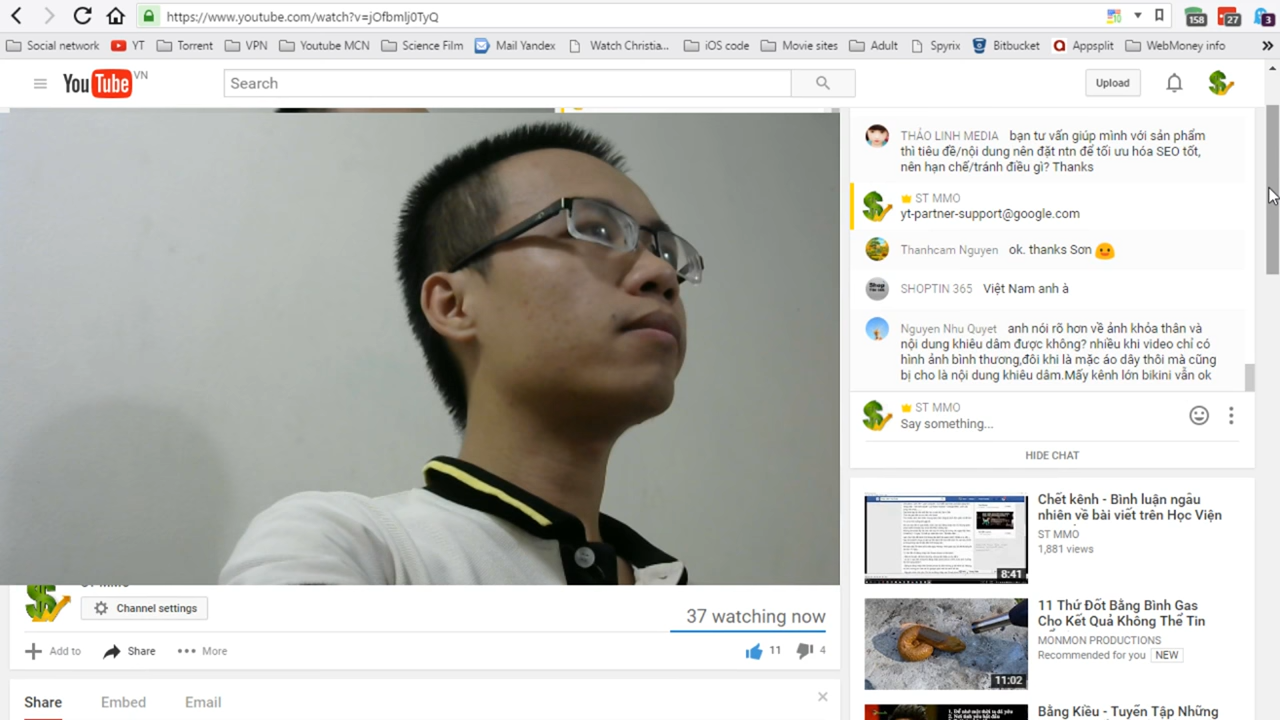 https://www.youtube.com/watch?v=jOfbmIj0TyQ
158
27
3
Social network
YT
Torrent
VPN
Youtube MCN
Science Film
Mail Yandex
Watch Christia...
iOS code
Movie sites
Adult
Spyrix
Bitbucket
Appsplit
WebMoney info
»
YouTube VN
Search
Upload
THẢO LINH MEDIA bạn tư vấn giúp mình với sản phẩm
thì tiêu đề/nội dung nên đặt ntn để tối ưu hóa SEO tốt,
nên hạn chế/tránh điều gì? Thanks
ST MMO
yt-partner-support@google.com
Thanhcam Nguyen ok. thanks Sơn
SHOPTIN 365 Việt Nam anh à
Nguyen Nhu Quyet anh nói rõ hơn về ảnh khỏa thân và
nội dung khiêu dâm được không? nhiều khi video chỉ có
hình ảnh bình thương,đôi khi là mặc áo dây thôi mà cũng
bị cho là nội dung khiêu dâm.Mấy kênh lớn bikini vẫn ok
ST MMO
Say something...
HIDE CHAT
Chết kênh - Bình luận ngẫu
nhiên về bài viết trên Học Viện
ST MMO
1,881 views
8:41
11 Thứ Đốt Bằng Bình Gas
Cho Kết Quả Không Thể Tin
MONMON PRODUCTIONS
Recommended for you NEW
11:02
Bằng Kiều - Tuyển Tập Những
Channel settings
37 watching now
Add to
Share
More
11
4
Share
Embed
Email